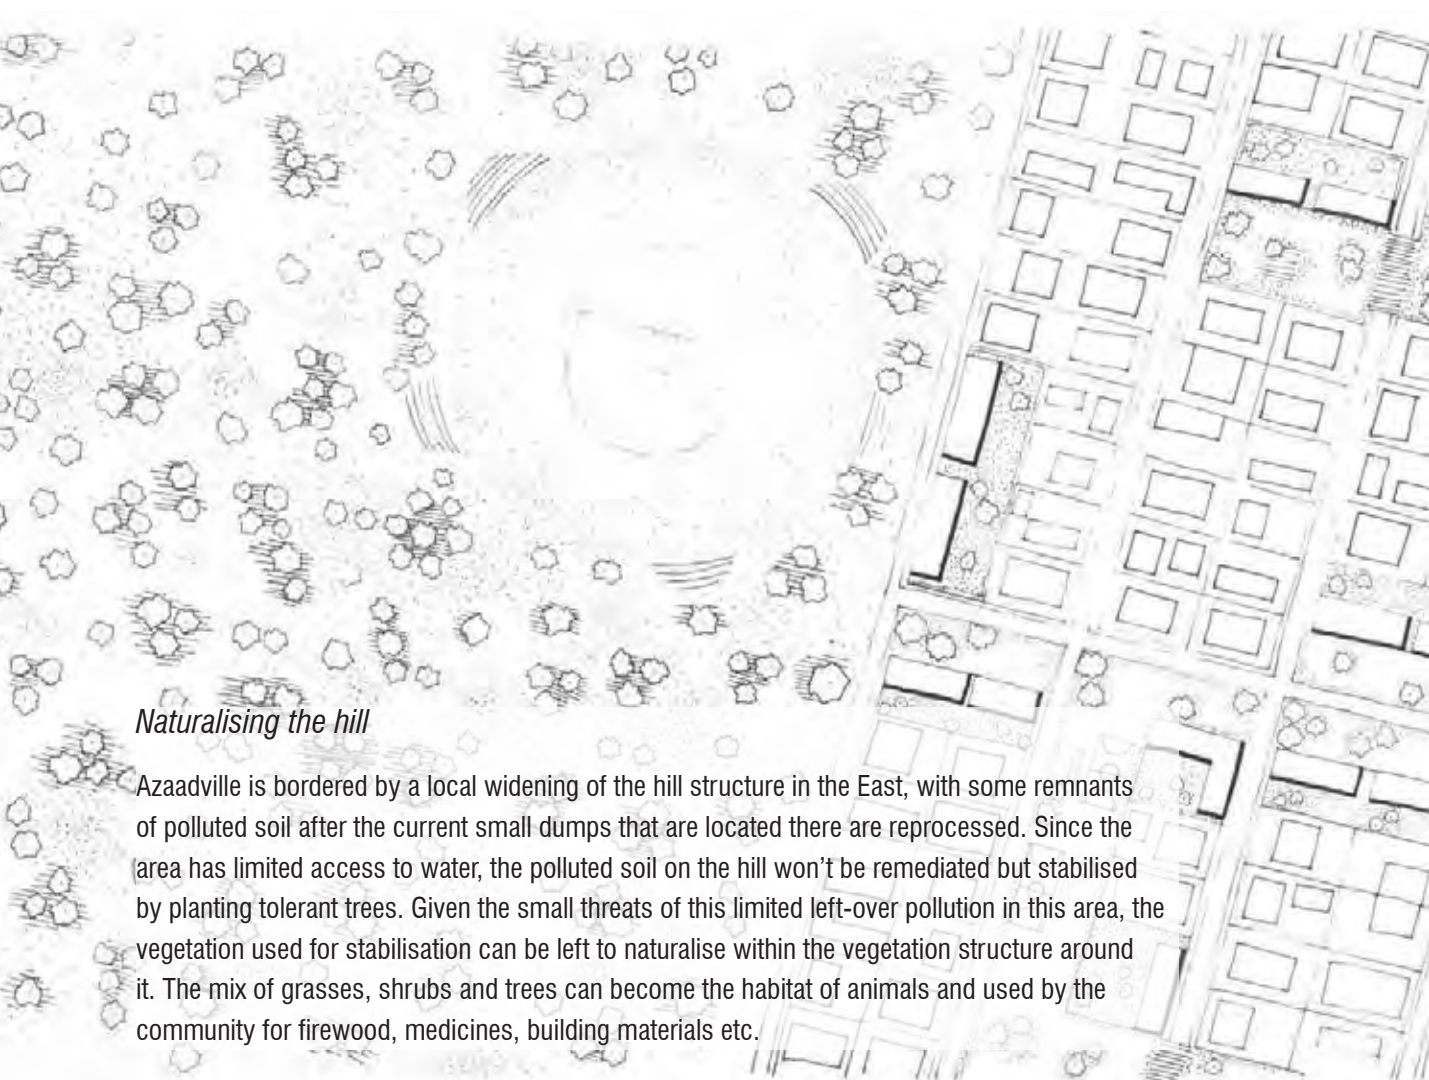 Naturalising the hill
Azaadville is bordered by a local widening of the hill structure in the East, with some remnants
of polluted soil after the current small dumps that are located there are reprocessed. Since the
area has limited access to water, the polluted soil on the hill won't be remediated but stabilised
by planting tolerant trees. Given the small threats of this limited left-over pollution in this area, the
vegetation used for stabilisation can be left to naturalise within the vegetation structure around
it. The mix of grasses, shrubs and trees can become the habitat of animals and used by the
community for firewood, medicines, building materials etc.